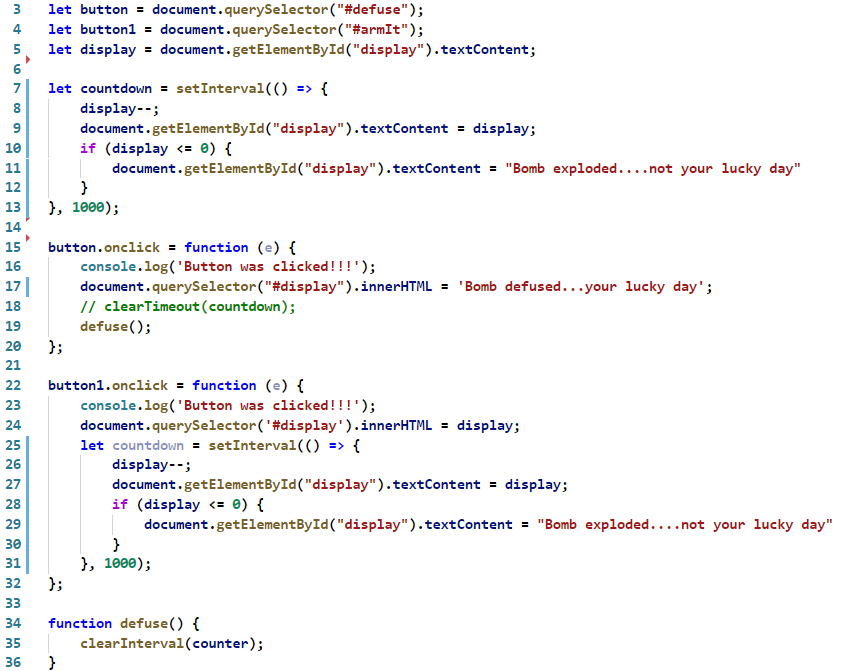 3 let button = document.querySelector("#defuse");
4 let button1 = document.querySelector("#armIt");
5 let display = document.getElementById("display").textContent;
6
7 let countdown = setInterval(() => {
8     display--;
9     document.getElementById("display").textContent = display;
10     if (display <= 0) {
11         document.getElementById("display").textContent = "Bomb exploded....not your lucky day"
12     }
13 }, 1000);
14
15 button.onclick = function (e) {
16     console.log('Button was clicked!!!');
17     document.querySelector("#display").innerHTML = 'Bomb defused...your lucky day';
18     // clearTimeout(countdown);
19     defuse();
20 };
21
22 button1.onclick = function (e) {
23     console.log('Button was clicked!!!');
24     document.querySelector('#display').innerHTML = display;
25     let countdown = setInterval(() => {
26         display--;
27         document.getElementById("display").textContent = display;
28         if (display <= 0) {
29             document.getElementById("display").textContent = "Bomb exploded....not your lucky day"
30         }
31     }, 1000);
32 };
33
34 function defuse() {
35     clearInterval(counter);
36 }